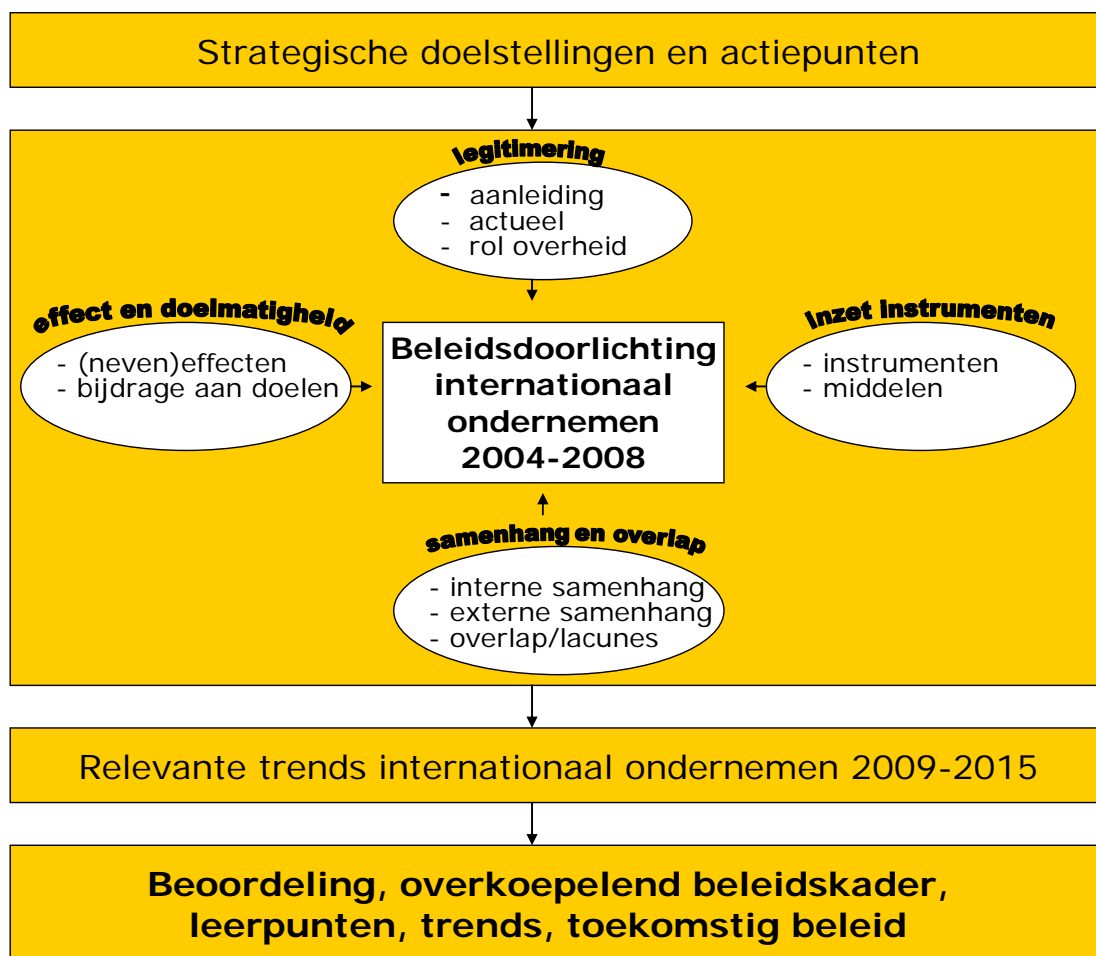 Strategische doelstellingen en actiepunten
legitimering
- aanleiding
- actueel
- rol overheid
effect en doelmatigheid
- (neven)effecten
- bijdrage aan doelen
Beleidsdoorlichting
internationaal
ondernemen
2004-2008
Inzet instrumenten
- instrumenten
- middelen
samenhang en overlap
- interne samenhang
- externe samenhang
- overlap/lacunes
Relevante trends internationaal ondernemen 2009-2015
Beoordeling, overkoepelend beleidskader,
leerpunten, trends, toekomstig beleid